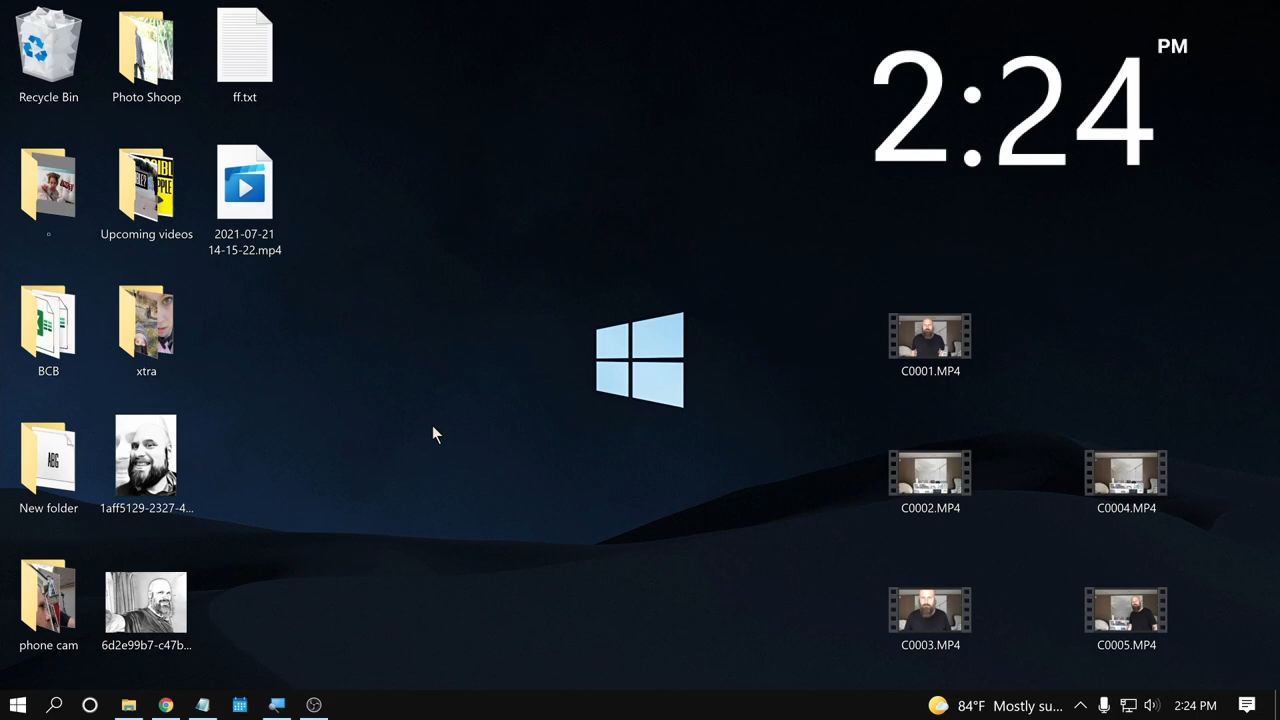 Recycle Bin
Photo Shoop
ff.txt
PM
2:24
▫
Upcoming videos
2021-07-21
14-15-22.mp4
BCB
xtra
C0001.MP4
ABG
New folder
1aff5129-2327-4...
C0002.MP4
C0004.MP4
phone cam
6d2e99b7-c47b...
C0003.MP4
C0005.MP4
84°F Mostly su...
2:24 PM